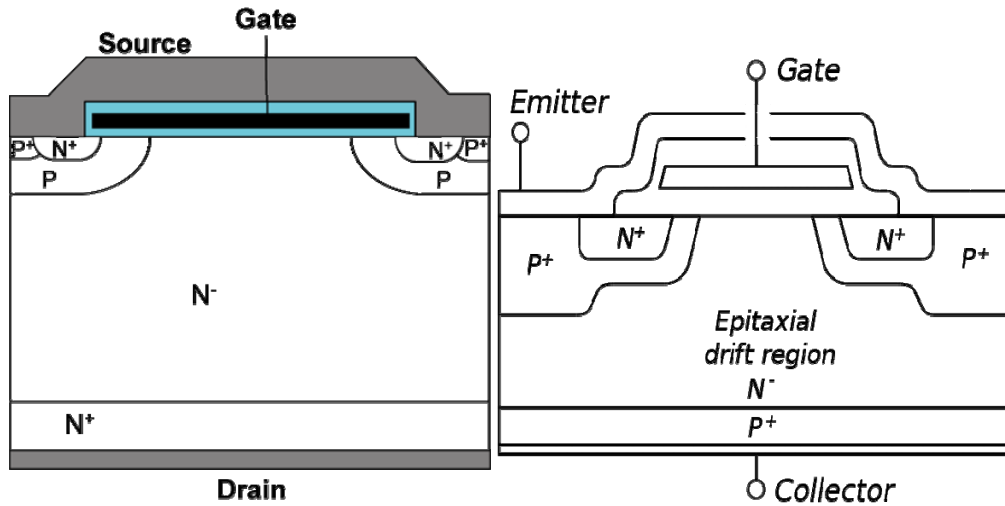 Gate
Source
P+ N+ N+ P+
P P
N-
N+
Drain
Gate
Emitter
N+ N+
P+ P+
Epitaxial
drift region
N-
P+
Collector